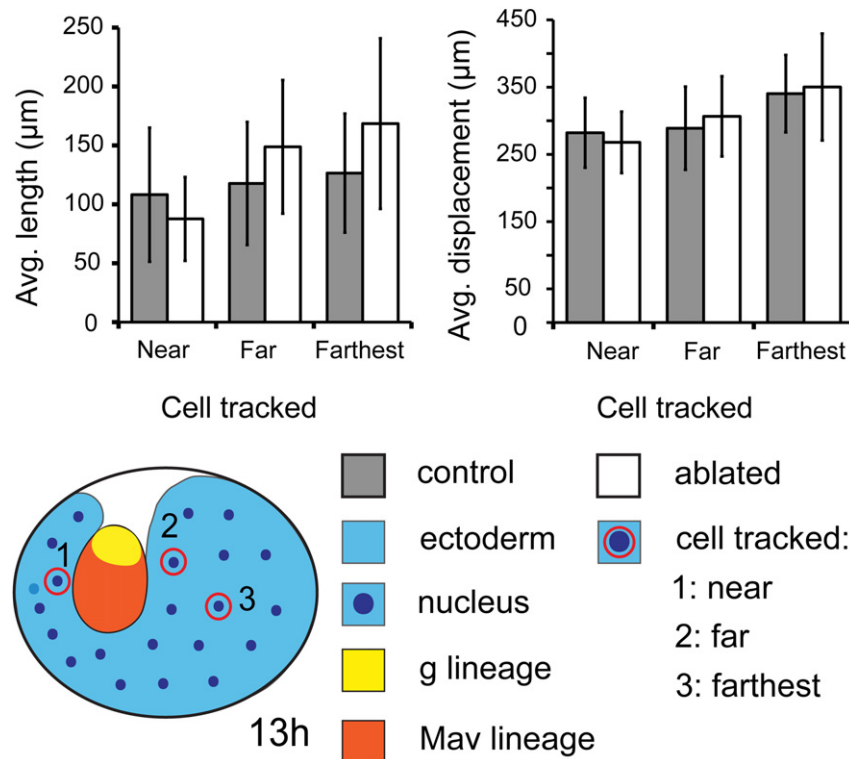 250
200
150
100
50
0
Avg. length (μm)
Near Far Farthest
Cell tracked
450
350
250
150
50
0
Avg. displacement (μm)
Near Far Farthest
Cell tracked
1
2
3
13h
control
ectoderm
nucleus
g lineage
Mav lineage
ablated
cell tracked:
1: near
2: far
3: farthest